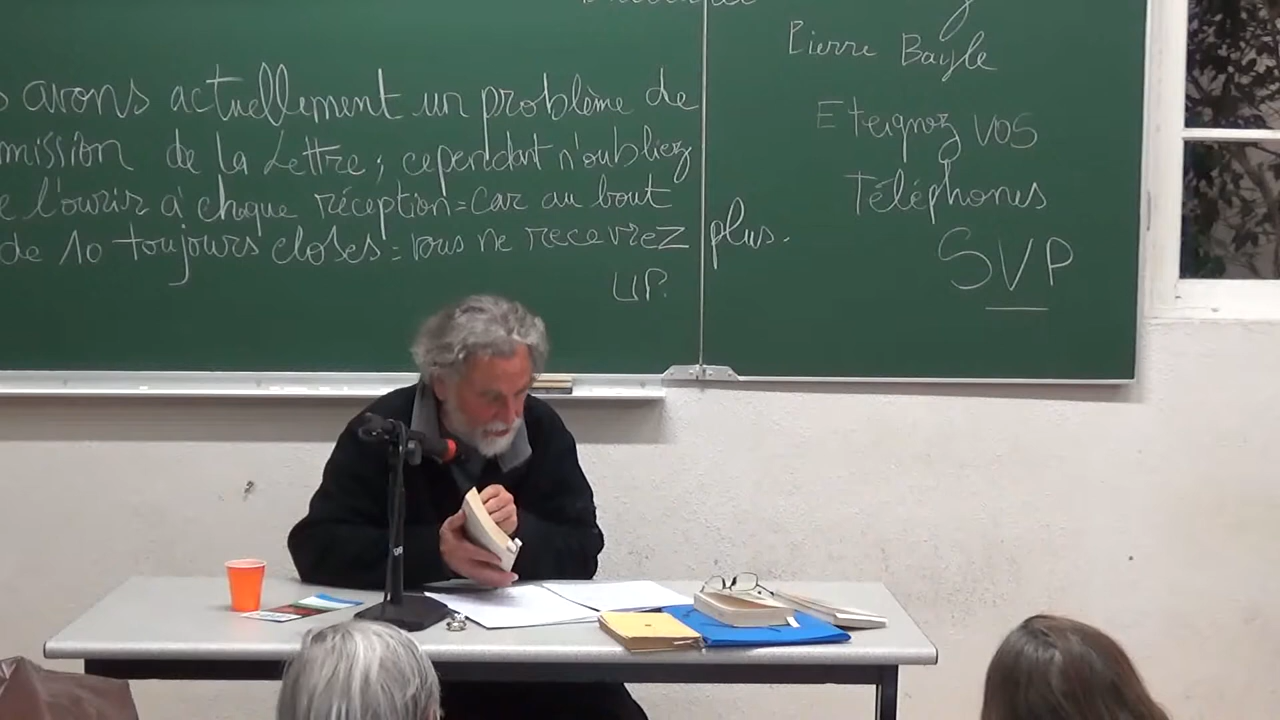 s avons actuellement un problème de
mission de la Lettre ; cependant n'oubliez
e l'ouvrir à chaque réception = car au bout
de 10 toujours closes = vous ne recevrez plus.
UP.
Pierre Bayle
Eteignez vos
Téléphones
SVP